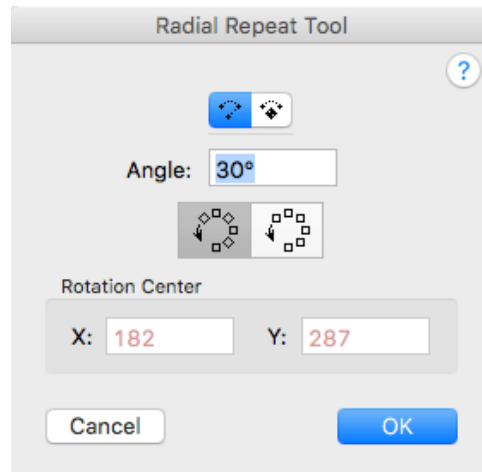 Radial Repeat Tool
?
Angle: 30°
Rotation Center
X: 182 Y: 287
Cancel OK